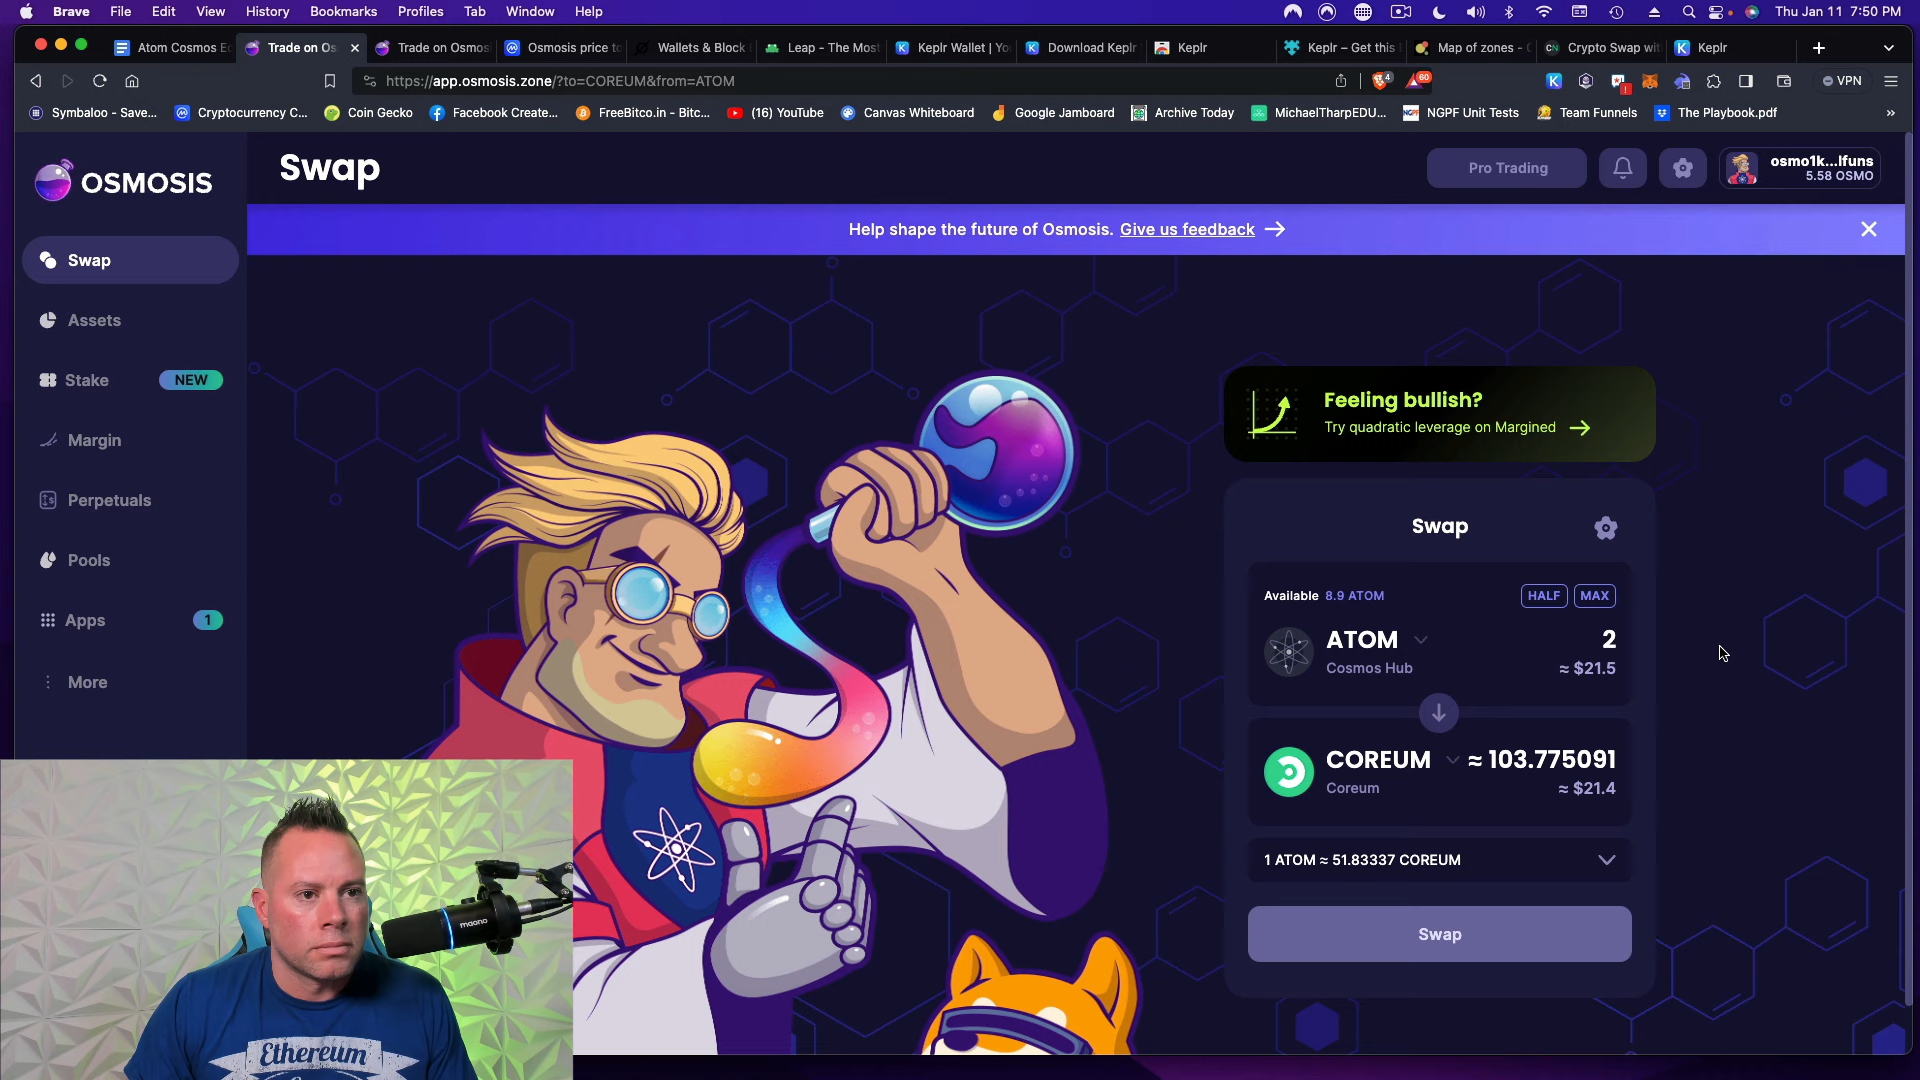 Brave File Edit View History Bookmarks Profiles Tab Window Help
Thu Jan 11 7:50 PM
Atom Cosmos Ec
Trade on Os
Trade on Osmos
Osmosis price to
Wallets & Block
Leap - The Most
Keplr Wallet | Yo
Download Keplr
Keplr
Keplr – Get this
Map of zones -
Crypto Swap wit
Keplr
https://app.osmosis.zone/?to=COREUM&from=ATOM
4
60
VPN
Symbaloo - Save...
Cryptocurrency C...
Coin Gecko
Facebook Create...
FreeBitco.in - Bitc...
(16) YouTube
Canvas Whiteboard
Google Jamboard
Archive Today
MichaelTharpEDU...
NGPF Unit Tests
Team Funnels
The Playbook.pdf
OSMOSIS
Swap
Pro Trading
osmo1k...lfuns
5.58 OSMO
Help shape the future of Osmosis. Give us feedback
Swap
Assets
Stake NEW
Margin
Perpetuals
Pools
Apps 1
More
Feeling bullish?
Try quadratic leverage on Margined
Swap
Available 8.9 ATOM HALF MAX
ATOM 2
Cosmos Hub ≈ $21.5
COREUM ≈ 103.775091
Coreum ≈ $21.4
1 ATOM ≈ 51.83337 COREUM
Swap
maono
Ethereum